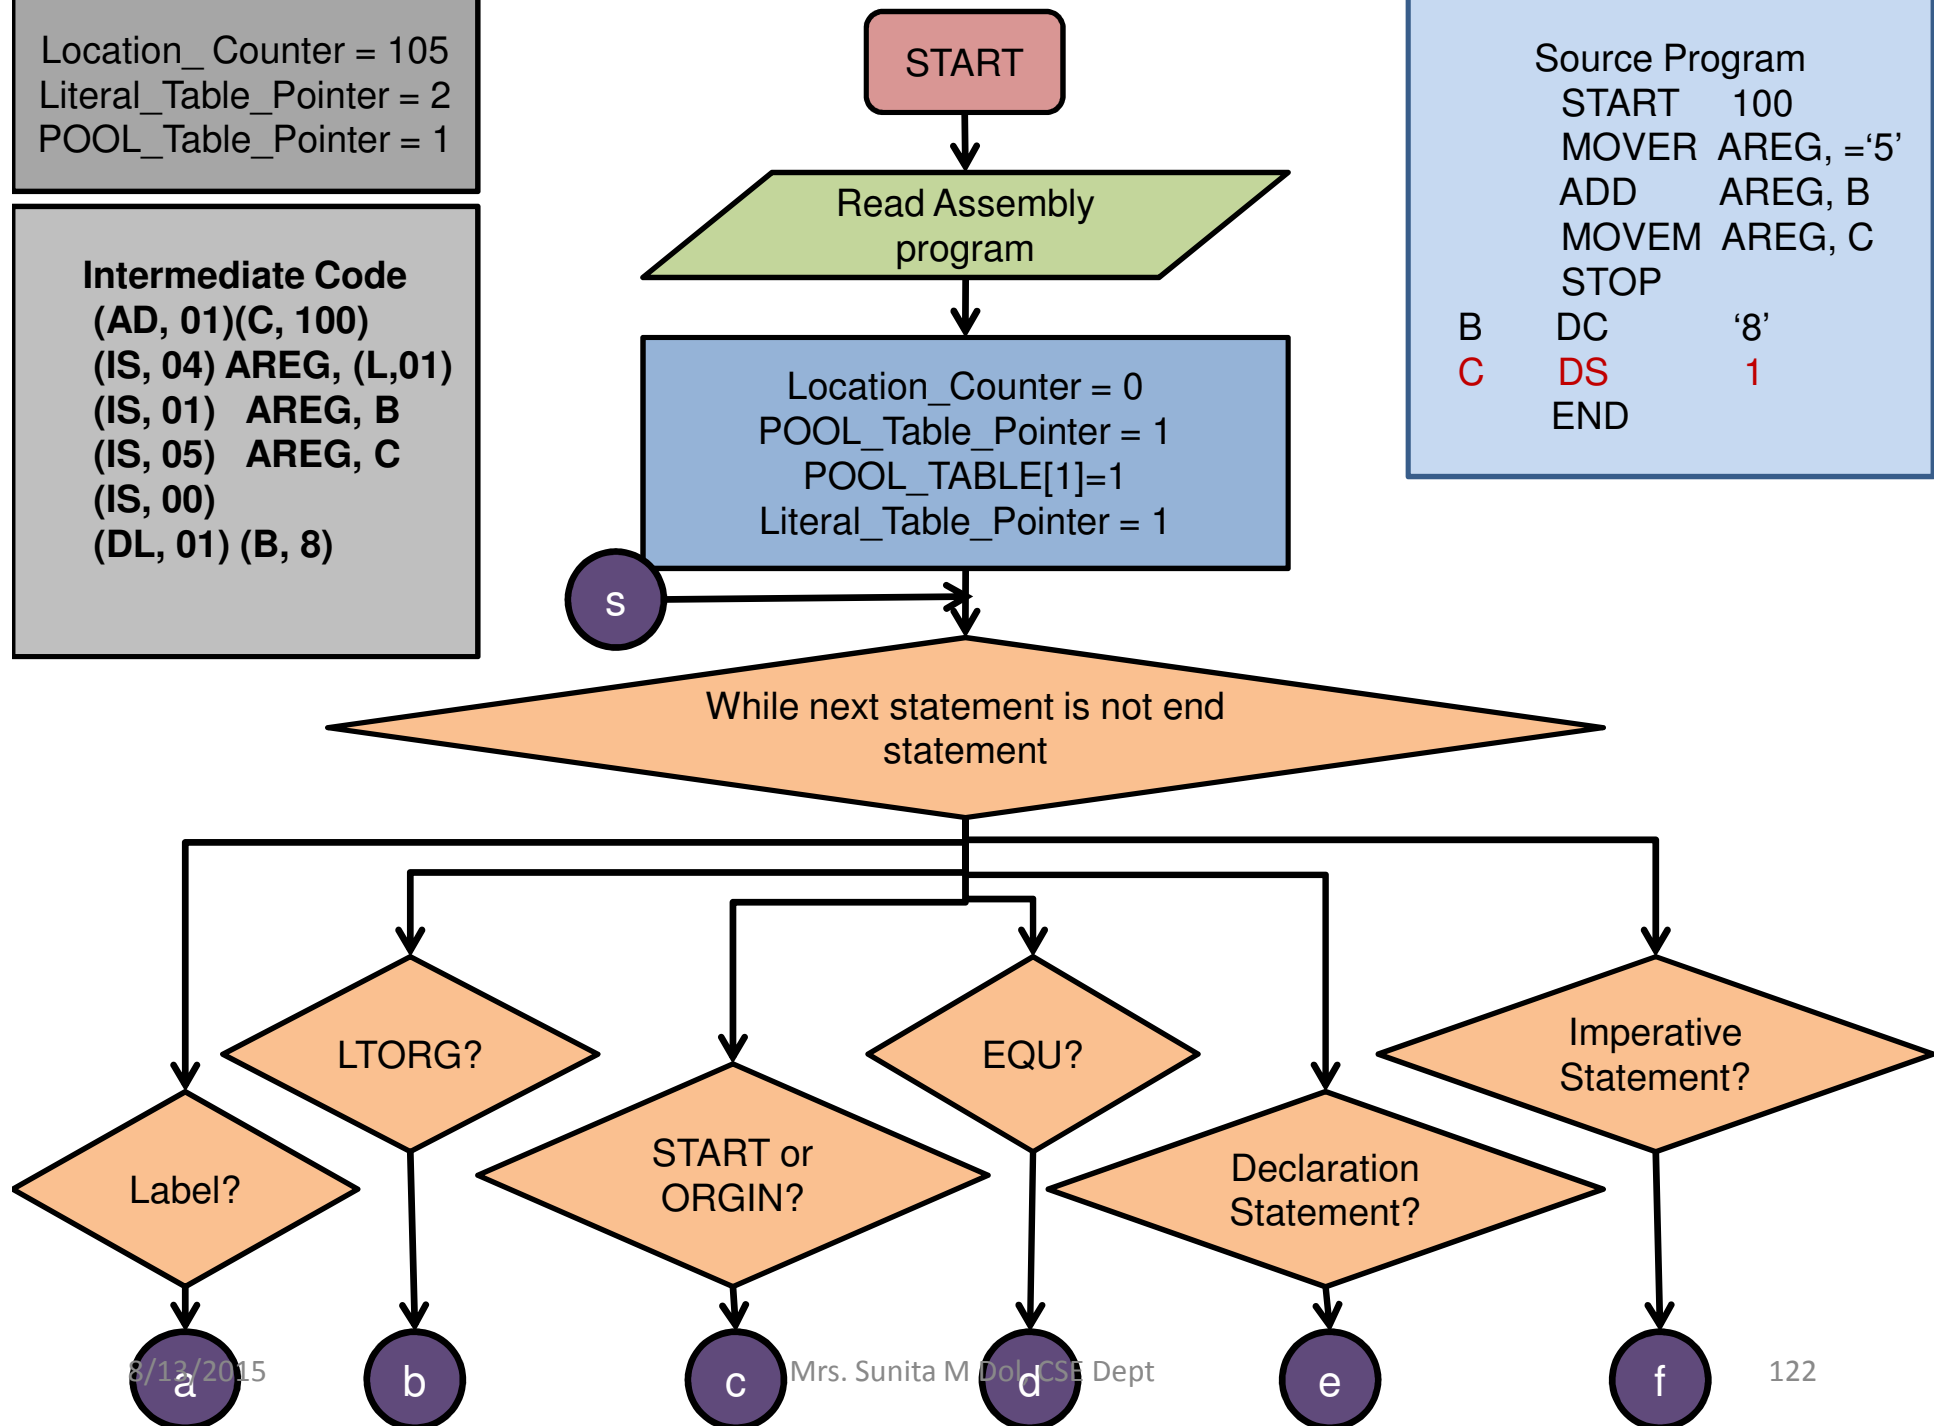 Location_ Counter = 105
Literal_Table_Pointer = 2
POOL_Table_Pointer = 1
Intermediate Code
(AD, 01)(C, 100)
(IS, 04) AREG, (L,01)
(IS, 01) AREG, B
(IS, 05) AREG, C
(IS, 00)
(DL, 01) (B, 8)
START
Read Assembly
program
Location_Counter = 0
POOL_Table_Pointer = 1
POOL_TABLE[1]=1
Literal_Table_Pointer = 1
s
Source Program
START 100
MOVER AREG, =‘5’
ADD AREG, B
MOVEM AREG, C
STOP
B DC ‘8’
C DS 1
END
While next statement is not end
statement
Label?
LTORG?
START or
ORGIN?
EQU?
Declaration
Statement?
Imperative
Statement?
a
b
c
d
e
f
8/13/2015
Mrs. Sunita M Dol, CSE Dept
122